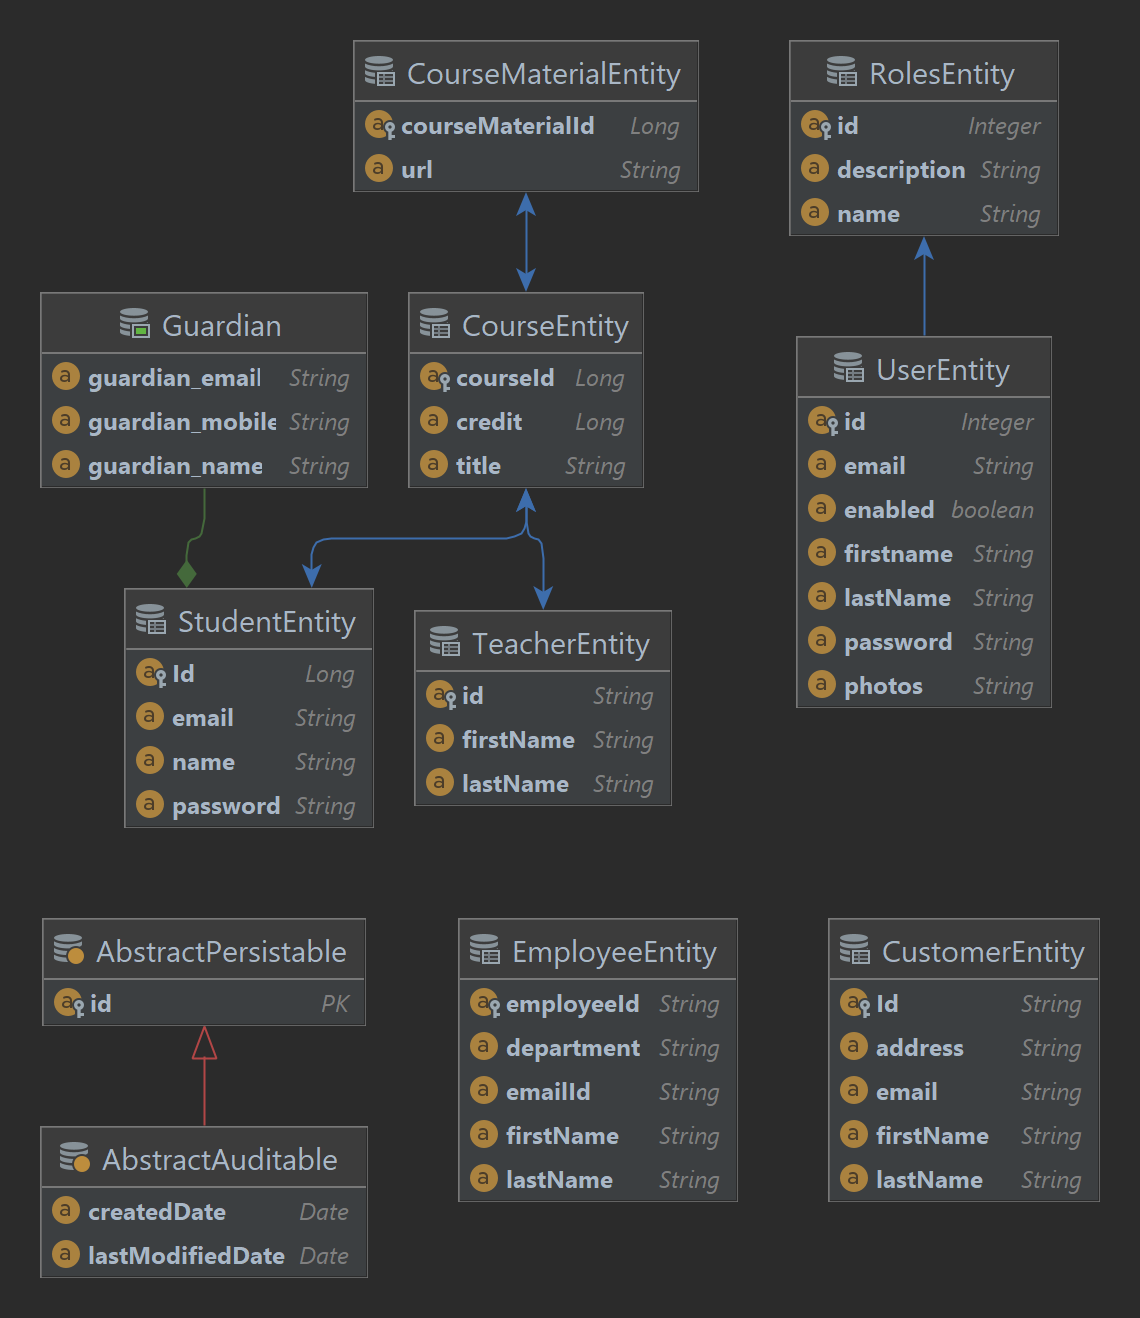 CourseMaterialEntity
courseMaterialId Long
url String
RolesEntity
id Integer
description String
name String
Guardian
guardian_email String
guardian_mobile String
guardian_name String
CourseEntity
courseId Long
credit Long
title String
UserEntity
id Integer
email String
enabled boolean
firstname String
lastName String
password String
photos String
StudentEntity
Id Long
email String
name String
password String
TeacherEntity
id String
firstName String
lastName String
AbstractPersistable
id PK
EmployeeEntity
employeeId String
department String
emailId String
firstName String
lastName String
CustomerEntity
Id String
address String
email String
firstName String
lastName String
AbstractAuditable
createdDate Date
lastModifiedDate Date